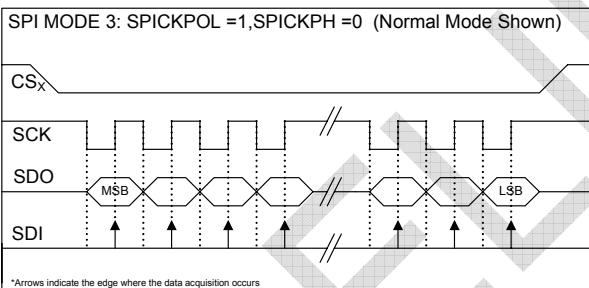 SPI MODE 3: SPICKPOL =1,SPICKPH =0 (Normal Mode Shown)
CSX
SCK
SDO MSB LSB
SDI
*Arrows indicate the edge where the data acquisition occurs